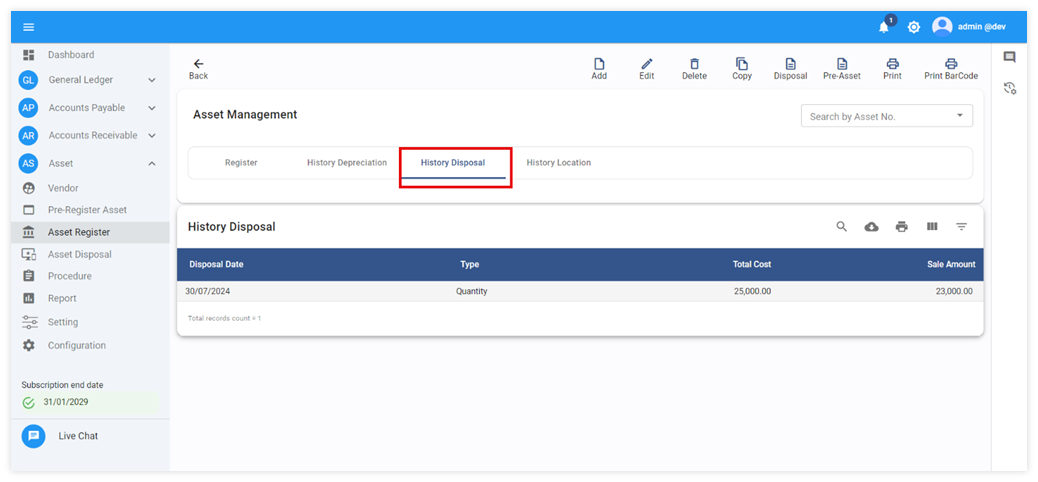 1
admin @dev
Dashboard
GL General Ledger
AP Accounts Payable
AR Accounts Receivable
AS Asset
Vendor
Pre-Register Asset
Asset Register
Asset Disposal
Procedure
Report
Setting
Configuration
Subscription end date
31/01/2029
Live Chat
Back
Add Edit Delete Copy Disposal Pre-Asset Print Print BarCode
Asset Management
Search by Asset No.
Register History Depreciation History Disposal History Location
History Disposal
Disposal Date Type Total Cost Sale Amount
30/07/2024 Quantity 25,000.00 23,000.00
Total records count = 1